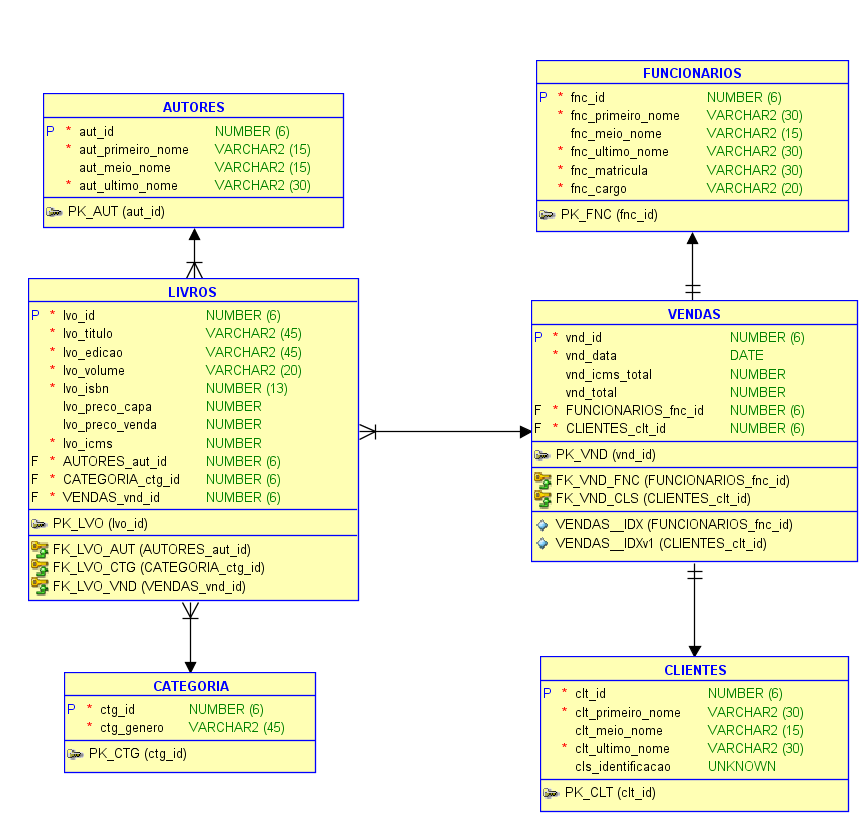 AUTORES
P * aut_id NUMBER (6)
* aut_primeiro_nome VARCHAR2 (15)
aut_meio_nome VARCHAR2 (15)
* aut_ultimo_nome VARCHAR2 (30)
PK_AUT (aut_id)
FUNCIONARIOS
P * fnc_id NUMBER (6)
* fnc_primeiro_nome VARCHAR2 (30)
fnc_meio_nome VARCHAR2 (15)
* fnc_ultimo_nome VARCHAR2 (30)
* fnc_matricula VARCHAR2 (30)
* fnc_cargo VARCHAR2 (20)
PK_FNC (fnc_id)
LIVROS
P * lvo_id NUMBER (6)
* lvo_titulo VARCHAR2 (45)
* lvo_edicao VARCHAR2 (45)
* lvo_volume VARCHAR2 (20)
* lvo_isbn NUMBER (13)
lvo_preco_capa NUMBER
lvo_preco_venda NUMBER
* lvo_icms NUMBER
F * AUTORES_aut_id NUMBER (6)
F * CATEGORIA_ctg_id NUMBER (6)
F * VENDAS_vnd_id NUMBER (6)
PK_LVO (lvo_id)
FK_LVO_AUT (AUTORES_aut_id)
FK_LVO_CTG (CATEGORIA_ctg_id)
FK_LVO_VND (VENDAS_vnd_id)
VENDAS
P * vnd_id NUMBER (6)
* vnd_data DATE
vnd_icms_total NUMBER
vnd_total NUMBER
F * FUNCIONARIOS_fnc_id NUMBER (6)
F * CLIENTES_clt_id NUMBER (6)
PK_VND (vnd_id)
FK_VND_FNC (FUNCIONARIOS_fnc_id)
FK_VND_CLS (CLIENTES_clt_id)
VENDAS__IDX (FUNCIONARIOS_fnc_id)
VENDAS__IDXv1 (CLIENTES_clt_id)
CATEGORIA
P * ctg_id NUMBER (6)
* ctg_genero VARCHAR2 (45)
PK_CTG (ctg_id)
CLIENTES
P * clt_id NUMBER (6)
* clt_primeiro_nome VARCHAR2 (30)
clt_meio_nome VARCHAR2 (15)
* clt_ultimo_nome VARCHAR2 (30)
cls_identificacao UNKNOWN
PK_CLT (clt_id)